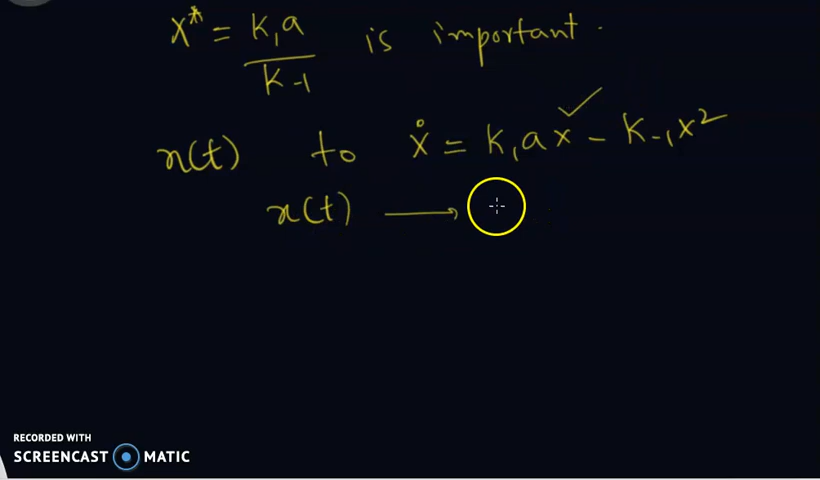 x* = k₁a / k₋₁ is important.
x(t) to ẋ = k₁ax ✓ − k₋₁x²
x(t) →
RECORDED WITH
SCREENCAST MATIC